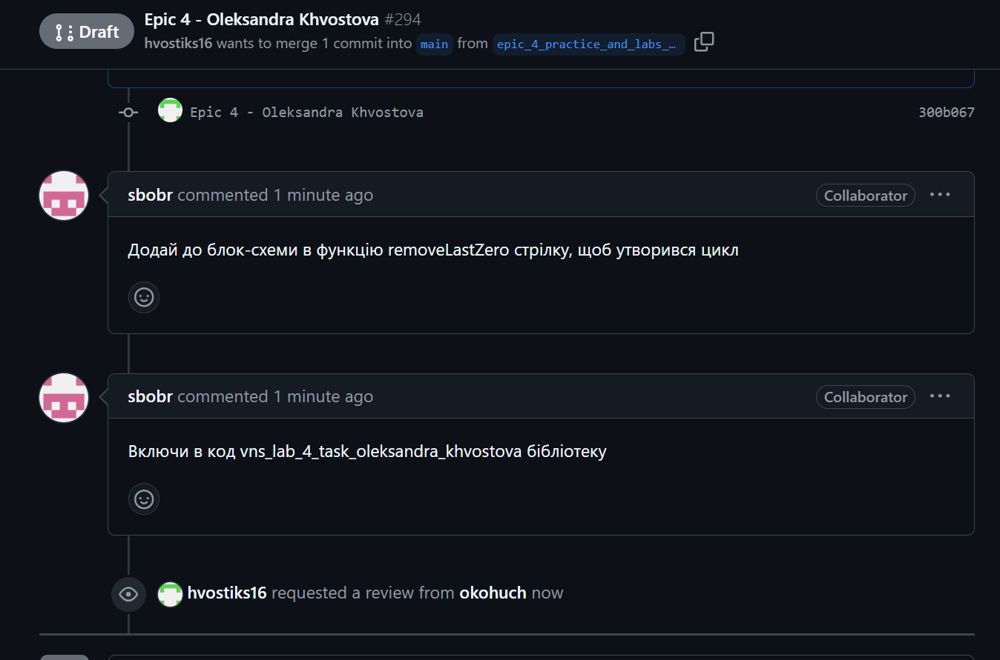 Draft
Epic 4 - Oleksandra Khvostova #294
hvostiks16 wants to merge 1 commit into main from epic_4_practice_and_labs_…
Epic 4 - Oleksandra Khvostova 300b067
sbobr commented 1 minute ago Collaborator
Додай до блок-схеми в функцію removeLastZero стрілку, щоб утворився цикл
sbobr commented 1 minute ago Collaborator
Включи в код vns_lab_4_task_oleksandra_khvostova бібліотеку
hvostiks16 requested a review from okohuch now